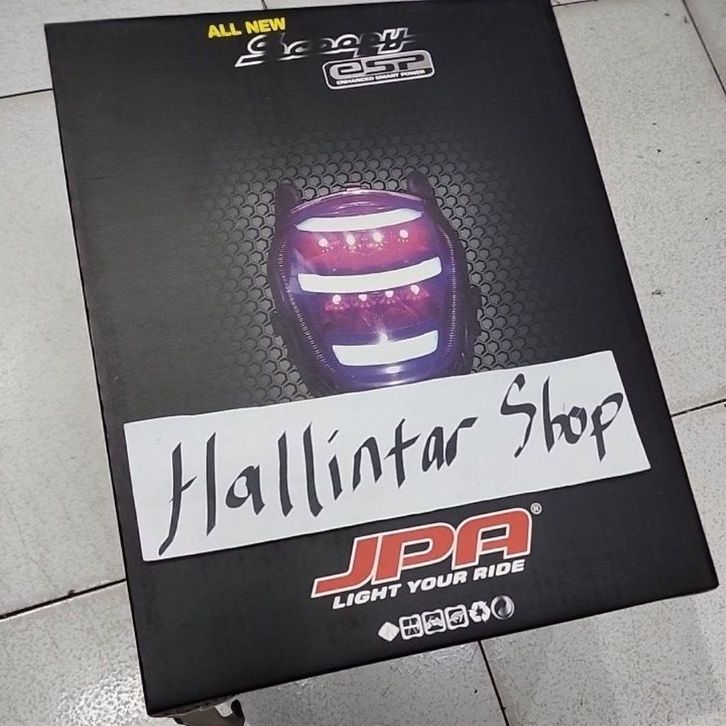 ALL NEW
Scoopy
eSP
ENHANCED SMART POWER
Hallintar Shop
JPA®
LIGHT YOUR RIDE